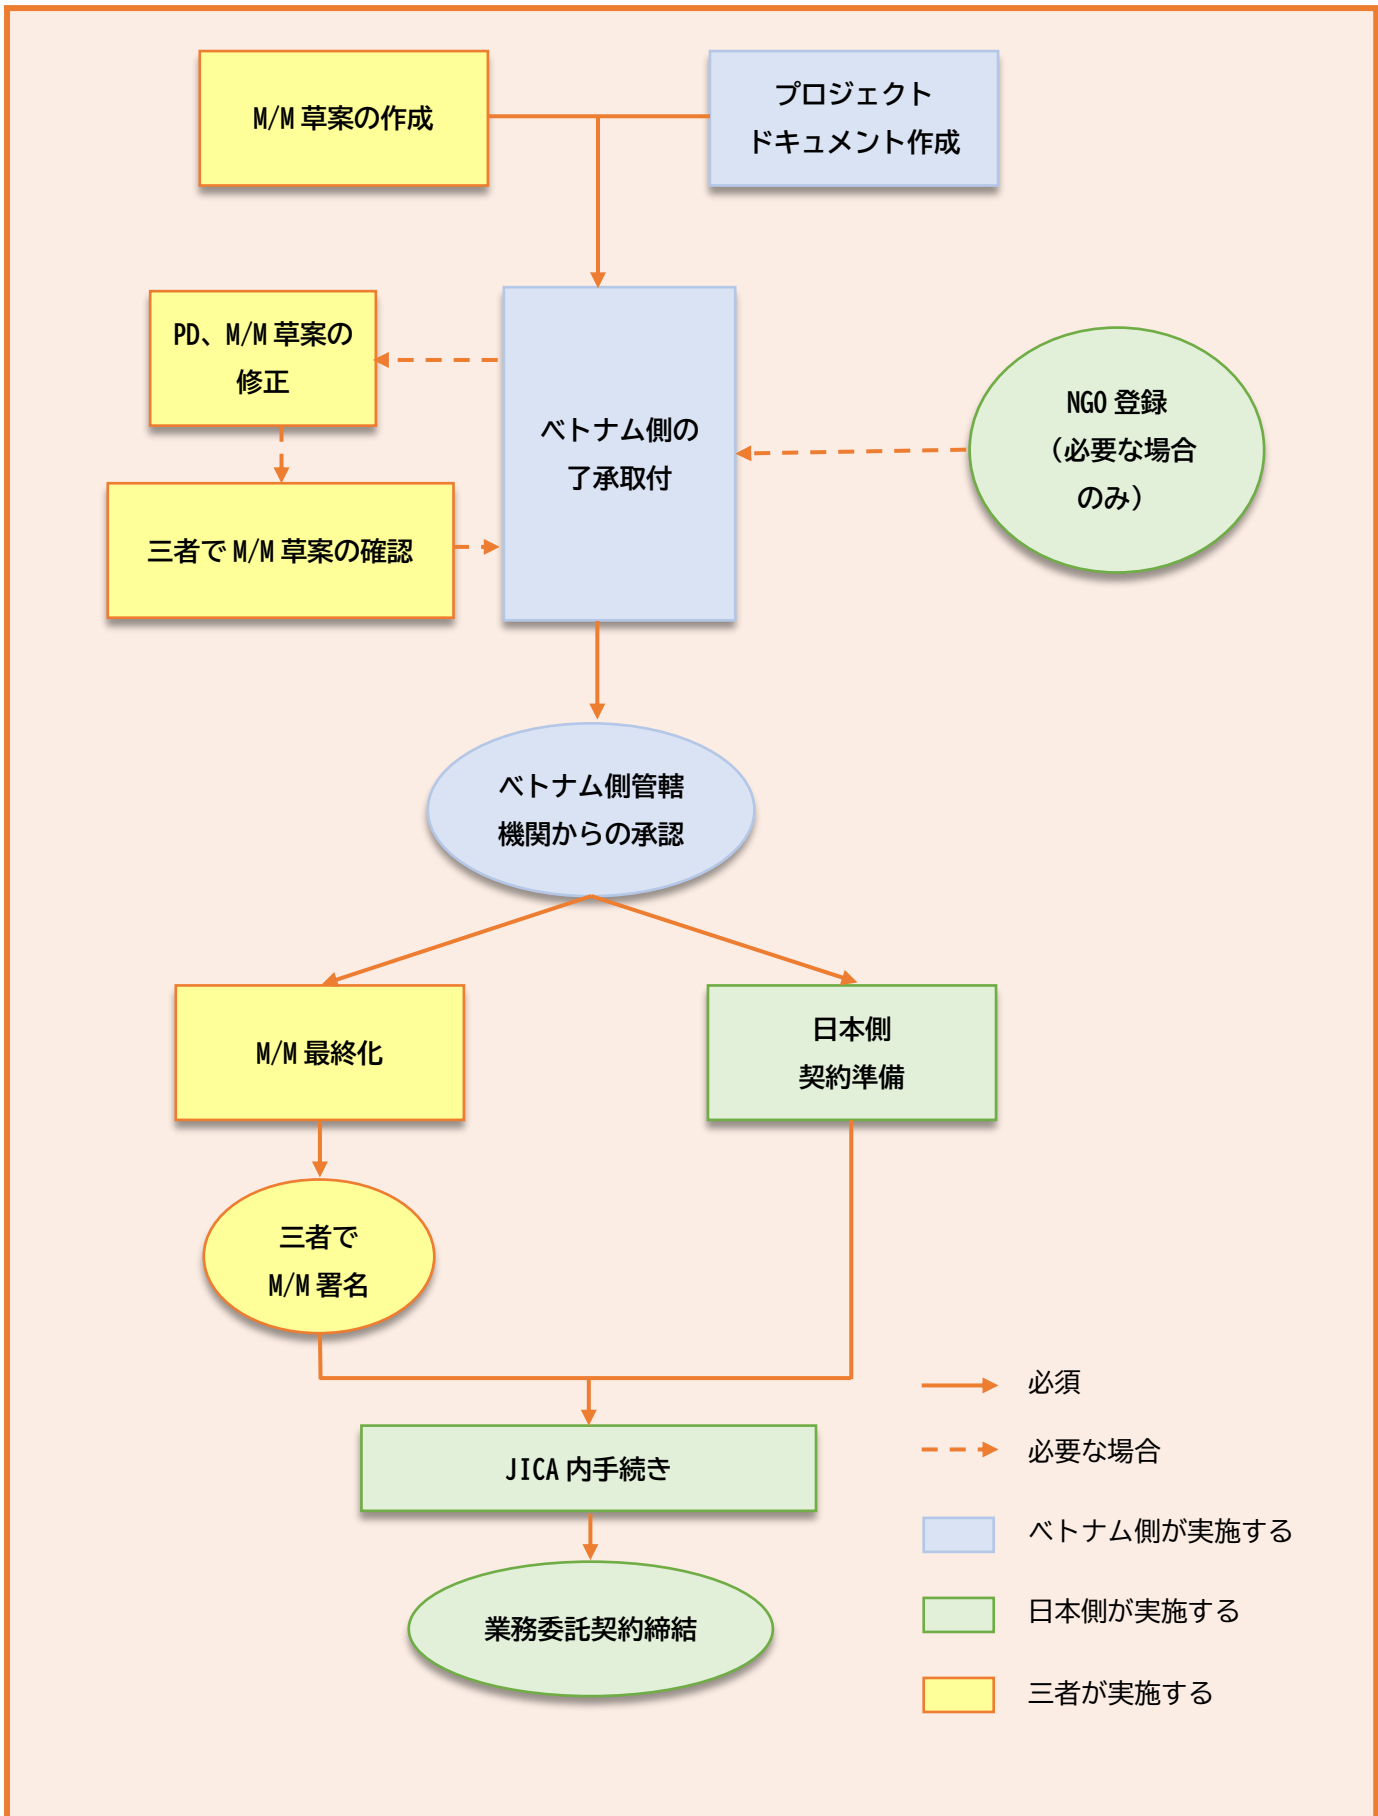 M/M 草案の作成
プロジェクト
ドキュメント作成
PD、M/M 草案の
修正
三者で M/M 草案の確認
ベトナム側の
了承取付
NGO 登録
（必要な場合
のみ）
ベトナム側管轄
機関からの承認
M/M 最終化
日本側
契約準備
三者で
M/M 署名
JICA 内手続き
業務委託契約締結
必須
必要な場合
ベトナム側が実施する
日本側が実施する
三者が実施する